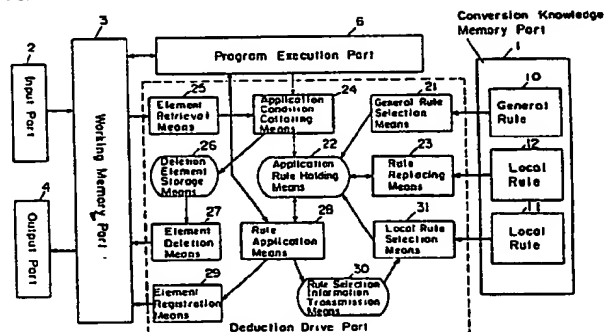 Conversion Knowledge
Memory Part
1
6
Program Execution Part
3
Working Memory Part
2
Input Part
4
Output Part
25
Element
Retrieval
Means
24
Application
Condition
Means
21
General Rule
Selection
Means
10
General
Rule
26
Deletion
Element
Storage
Means
22
Application
Rule Holding
Means
23
Rule
Replacing
Means
12
Local Rule
27
Element
Deletion
Means
28
Rule
Application
Means
31
Local Rule
Selection
Means
11
Local
Rule
29
Element
Registration
Means
30
Rule Selection
Information
Transmission
Means
Deduction Drive Part